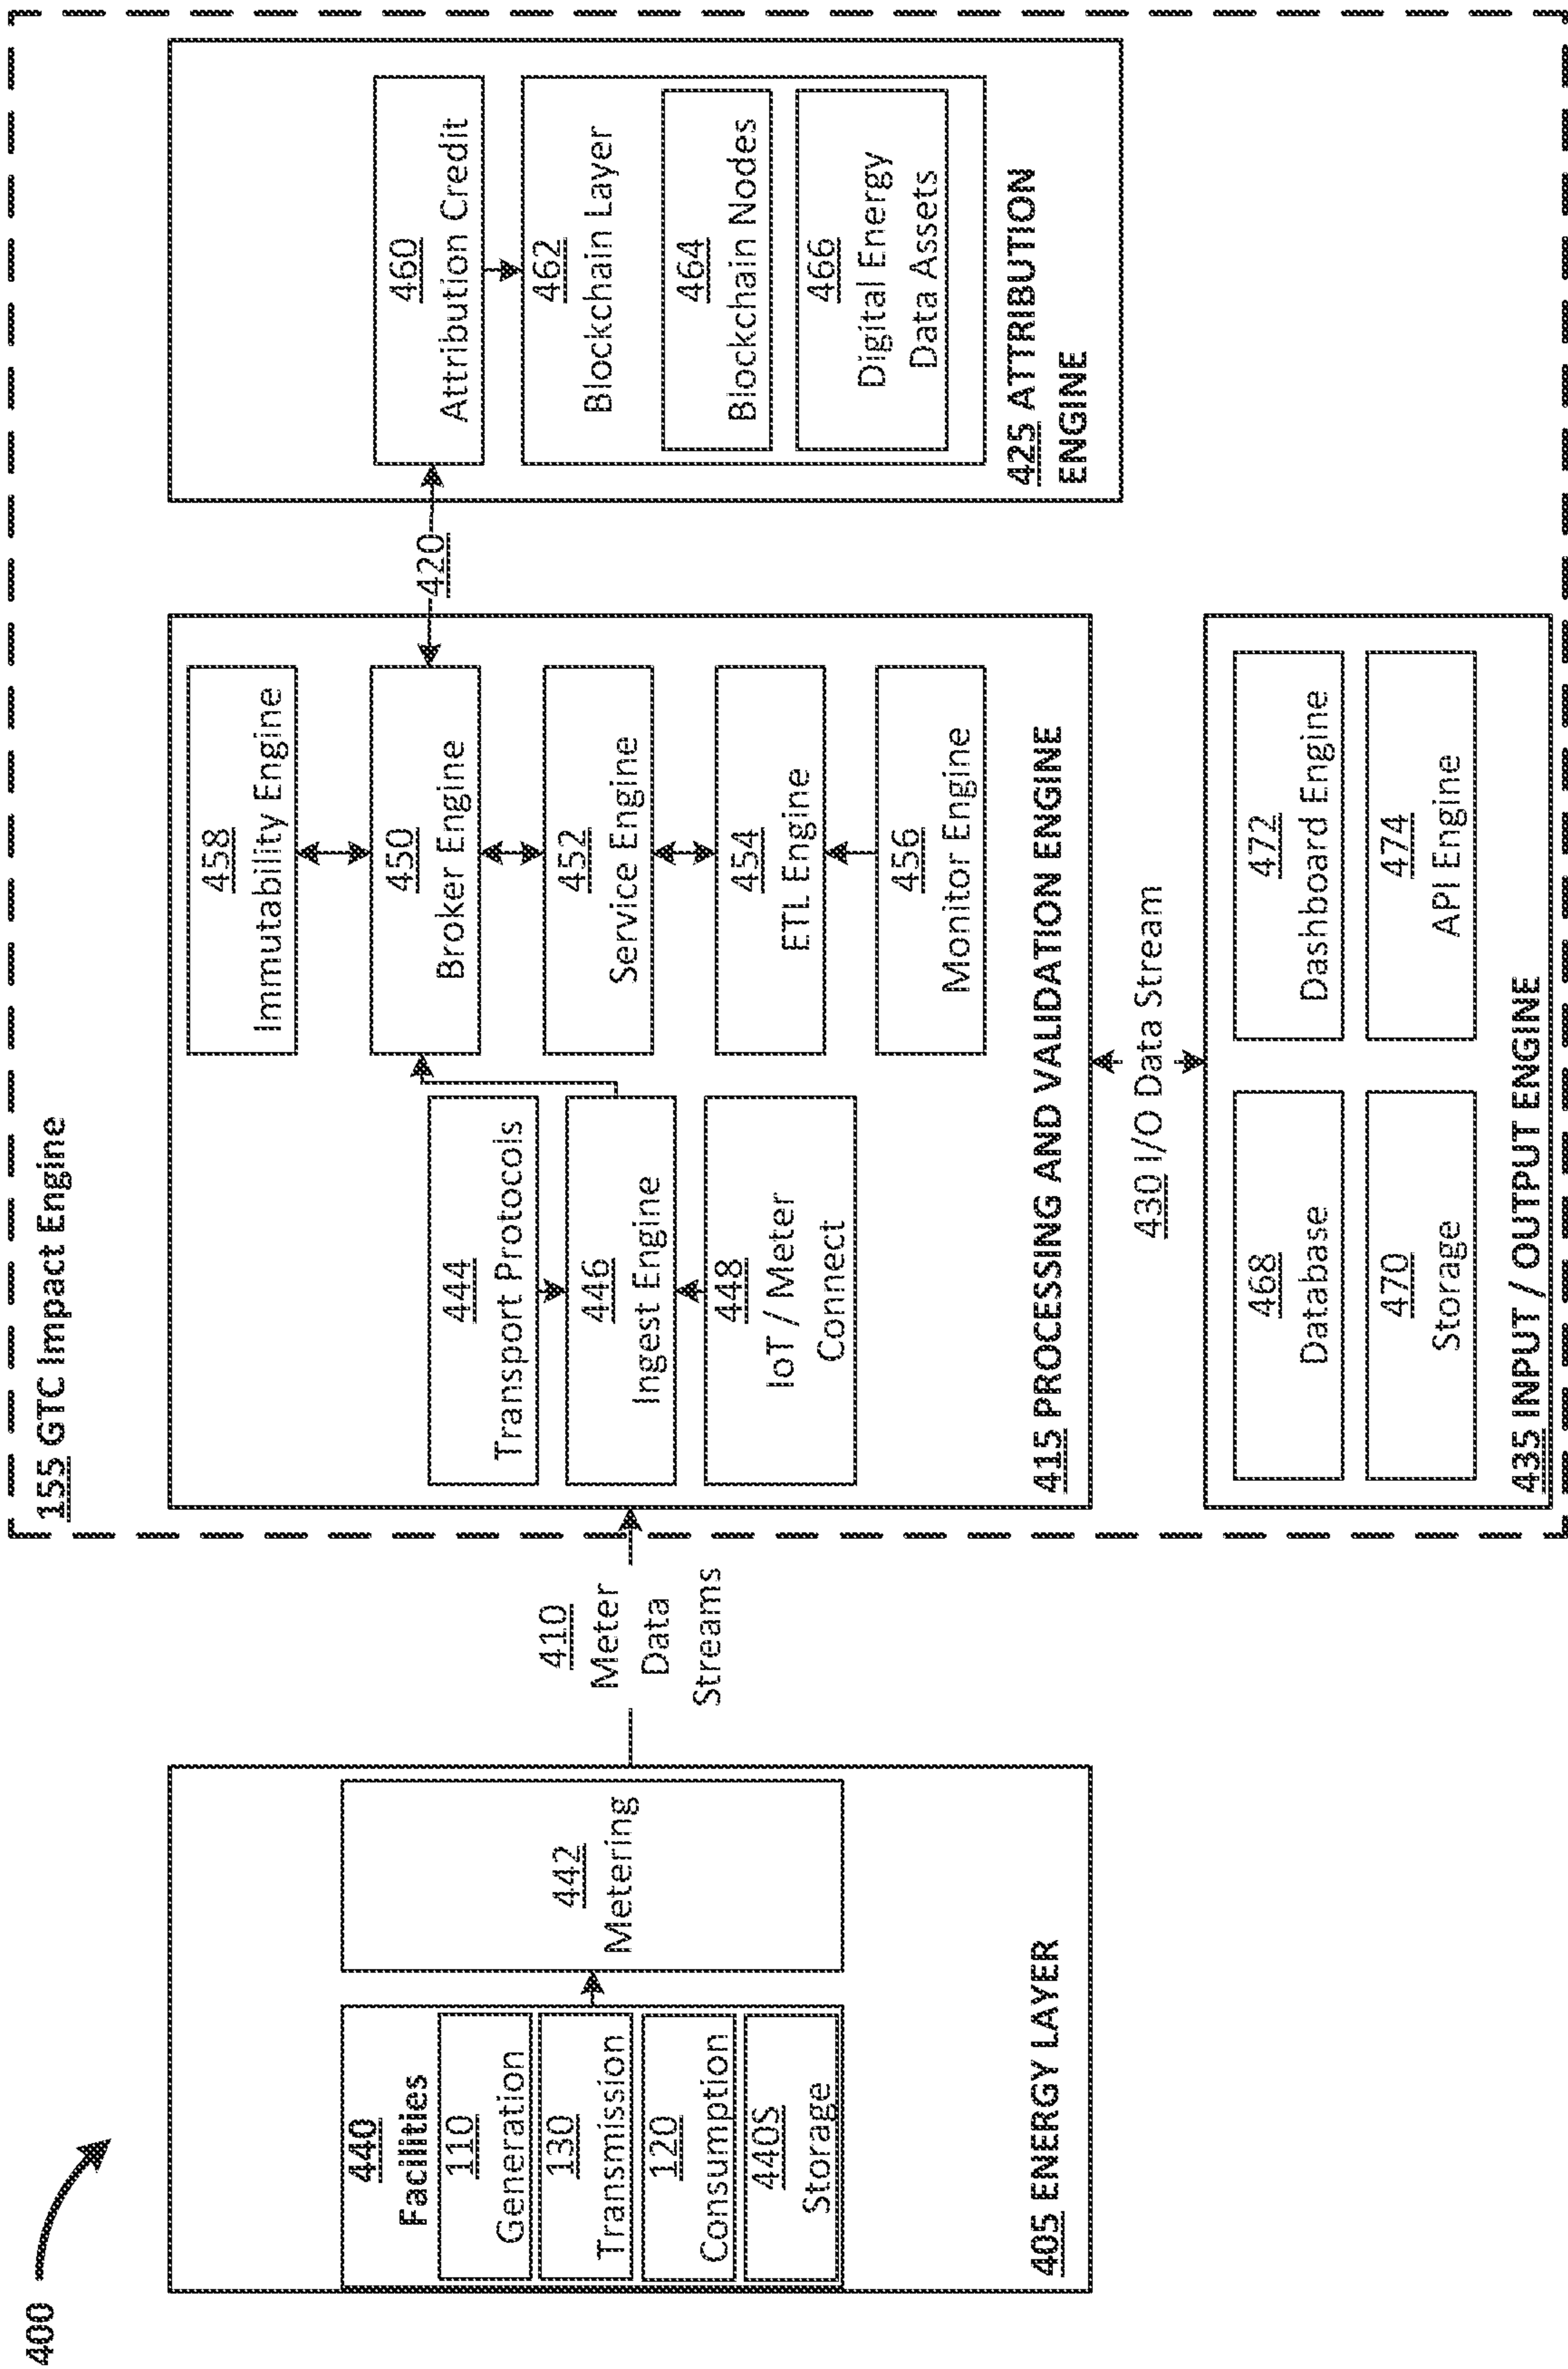 400
440
Facilities
110
Generation
130
Transmission
120
Consumption
440S
Storage
442
Metering
405 ENERGY LAYER
410
Meter
Data
Streams
155 GTC Impact Engine
444
Transport Protocols
446
Ingest Engine
448
IoT / Meter
Connect
458
Immutability Engine
450
Broker Engine
452
Service Engine
454
ETL Engine
456
Monitor Engine
415 PROCESSING AND VALIDATION ENGINE
420
460
Attribution Credit
462
Blockchain Layer
464
Blockchain Nodes
466
Digital Energy
Data Assets
425 ATTRIBUTION
ENGINE
430 I/O Data Stream
468
Database
470
Storage
472
Dashboard Engine
474
API Engine
435 INPUT / OUTPUT ENGINE